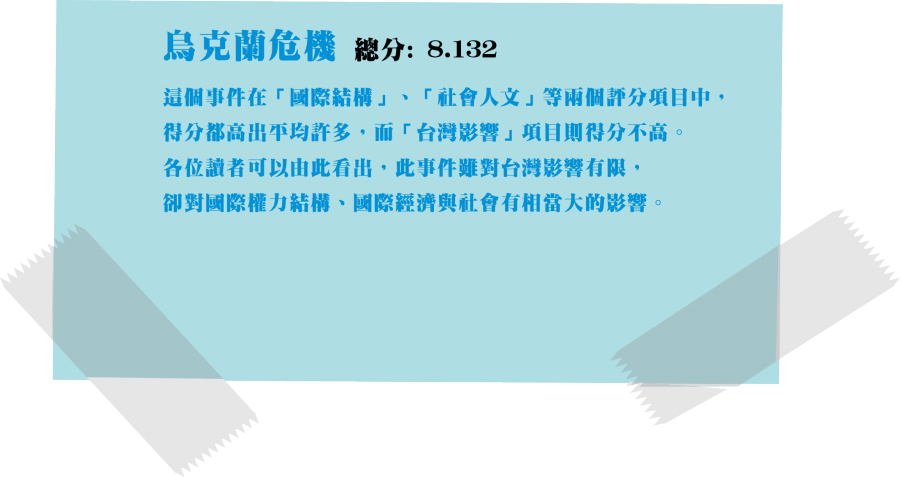 烏克蘭危機 總分: 8.132
這個事件在「國際結構」、「社會人文」等兩個評分項目中，
得分都高出平均許多，而「台灣影響」項目則得分不高。
各位讀者可以由此看出，此事件雖對台灣影響有限，
卻對國際權力結構、國際經濟與社會有相當大的影響。